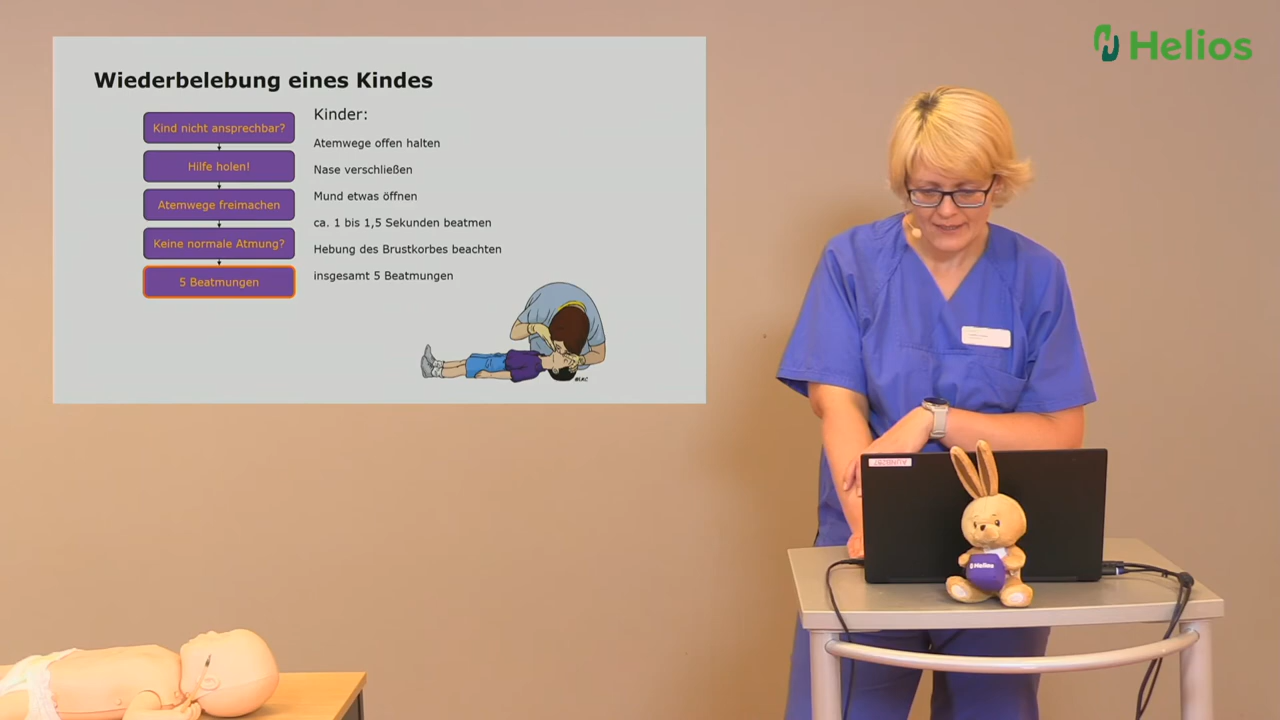 Wiederbelebung eines Kindes
Kind nicht ansprechbar?
Hilfe holen!
Atemwege freimachen
Keine normale Atmung?
5 Beatmungen
Kinder:
Atemwege offen halten
Nase verschließen
Mund etwas öffnen
ca. 1 bis 1,5 Sekunden beatmen
Hebung des Brustkorbes beachten
insgesamt 5 Beatmungen
Helios
Helios